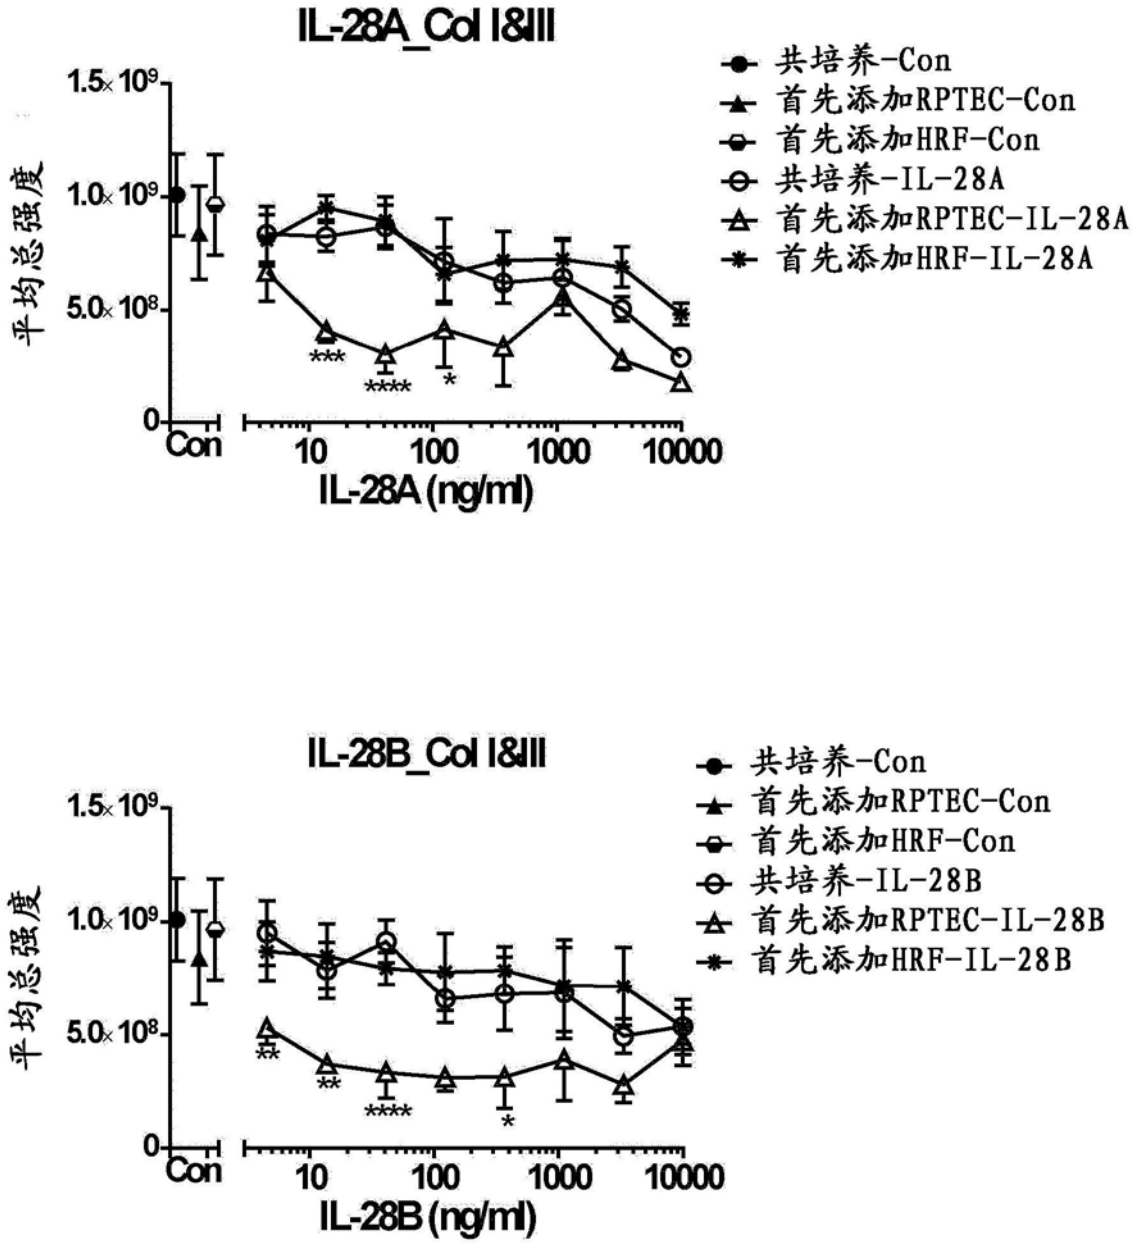 IL-28A_Col I&III
平均总强度
1.5×10⁹
1.0×10⁹
5.0×10⁸
0
Con
10 100 1000 10000
IL-28A (ng/ml)
*** **** *
共培养-Con
首先添加RPTEC-Con
首先添加HRF-Con
共培养-IL-28A
首先添加RPTEC-IL-28A
首先添加HRF-IL-28A
IL-28B_Col I&III
平均总强度
1.5×10⁹
1.0×10⁹
5.0×10⁸
0
Con
10 100 1000 10000
IL-28B (ng/ml)
** ** **** *
共培养-Con
首先添加RPTEC-Con
首先添加HRF-Con
共培养-IL-28B
首先添加RPTEC-IL-28B
首先添加HRF-IL-28B